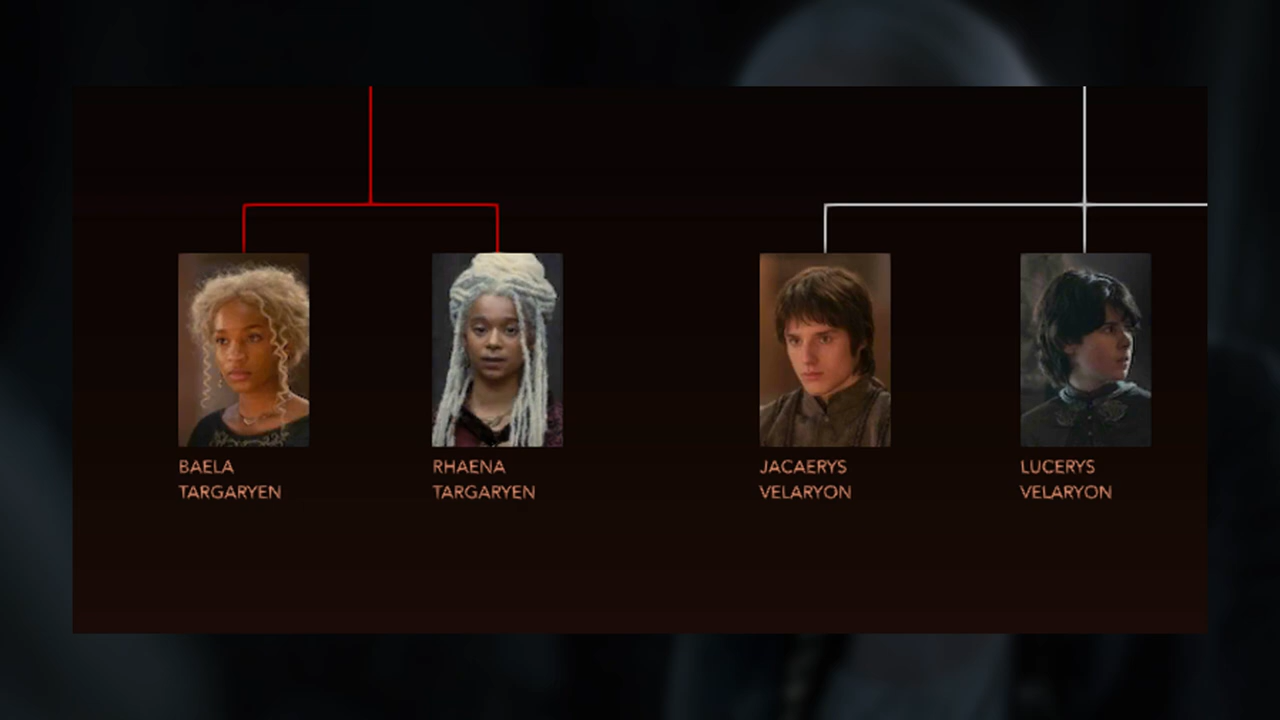 BAELA
TARGARYEN
RHAENA
TARGARYEN
JACAERYS
VELARYON
LUCERYS
VELARYON